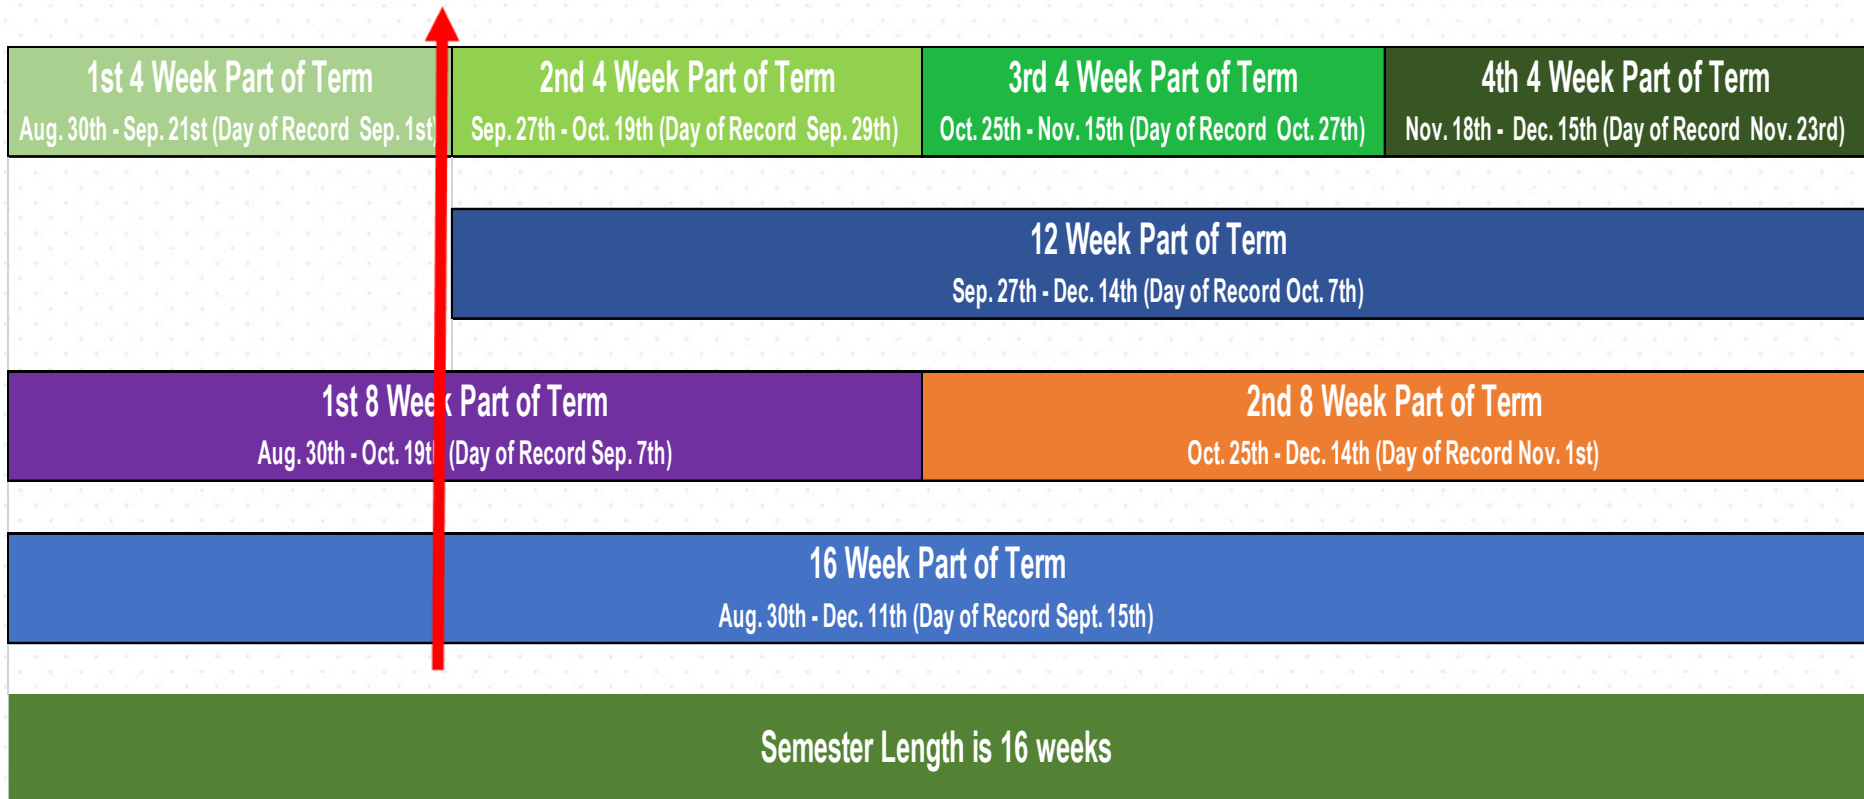 1st 4 Week Part of Term
Aug. 30th - Sep. 21st (Day of Record  Sep. 1st)
2nd 4 Week Part of Term
Sep. 27th - Oct. 19th (Day of Record  Sep. 29th)
3rd 4 Week Part of Term
Oct. 25th - Nov. 15th (Day of Record  Oct. 27th)
4th 4 Week Part of Term
Nov. 18th -  Dec. 15th (Day of Record  Nov. 23rd)
12 Week Part of Term
Sep. 27th - Dec. 14th (Day of Record Oct. 7th)
1st 8 Week Part of Term
Aug. 30th - Oct. 19th (Day of Record Sep. 7th)
2nd 8 Week Part of Term
Oct. 25th - Dec. 14th (Day of Record Nov. 1st)
16 Week Part of Term
Aug. 30th - Dec. 11th (Day of Record Sept. 15th)
Semester Length is 16 weeks